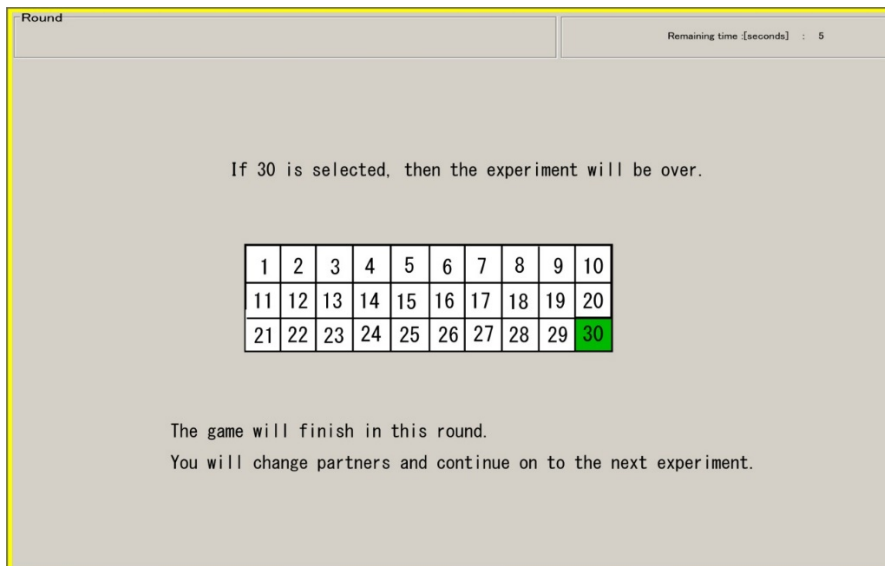 Round
Remaining time :[seconds] : 5
If 30 is selected, then the experiment will be over.
1 2 3 4 5 6 7 8 9 10
11 12 13 14 15 16 17 18 19 20
21 22 23 24 25 26 27 28 29 30
The game will finish in this round.
You will change partners and continue on to the next experiment.